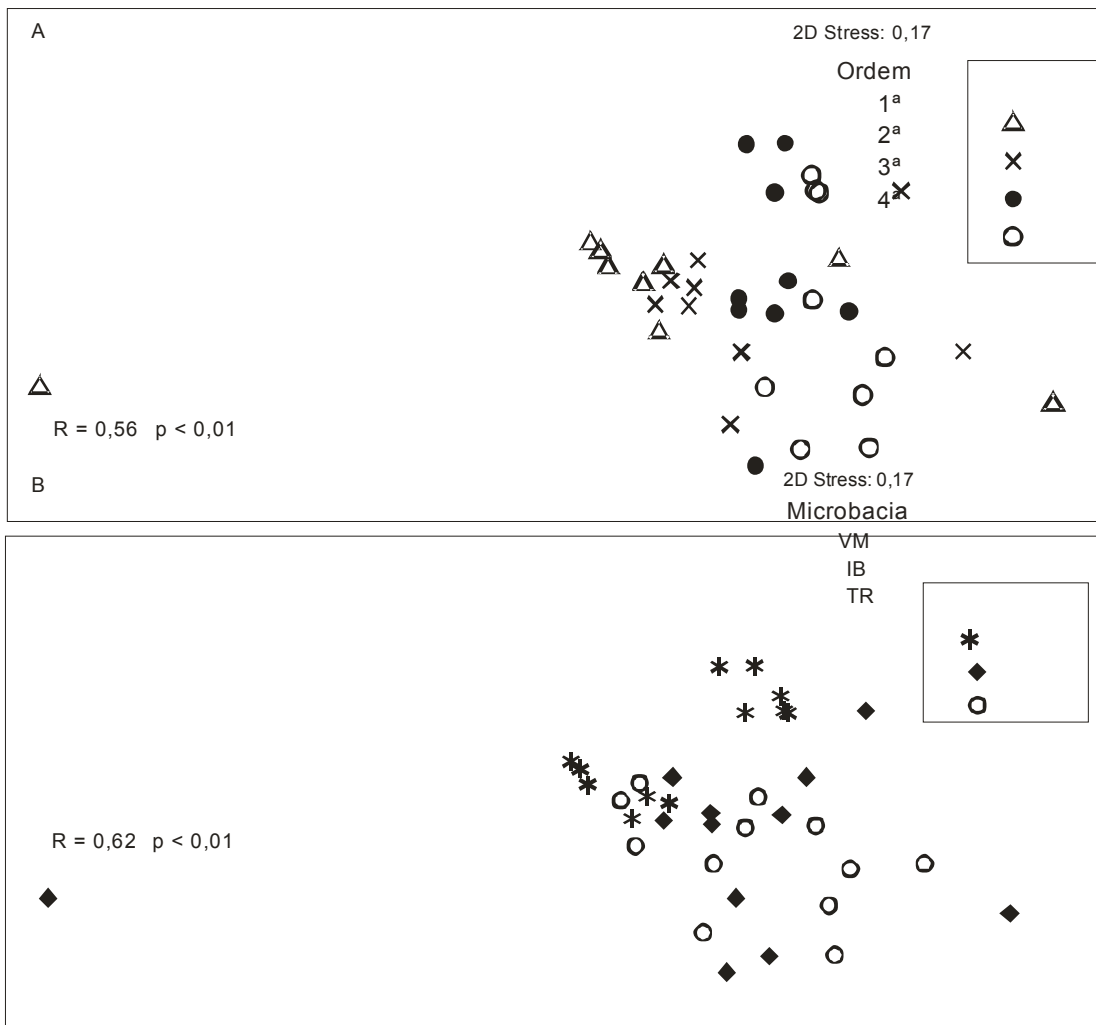 A
2D Stress: 0,17
Ordem
1ª
2ª
3ª
4ª
R = 0,56 p < 0,01
B
2D Stress: 0,17
Microbacia
VM
IB
TR
R = 0,62 p < 0,01